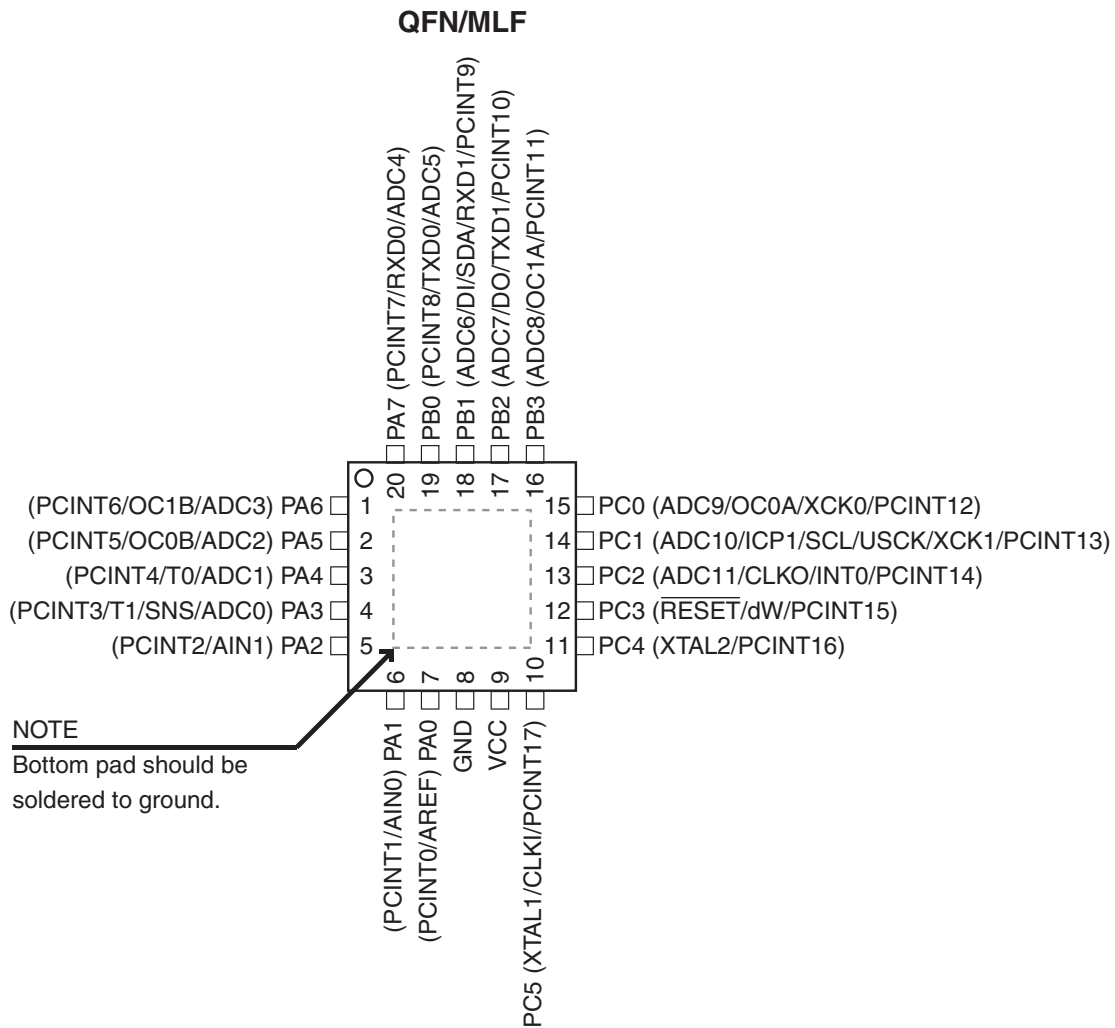 QFN/MLF
PA7 (PCINT7/RXD0/ADC4)
PB0 (PCINT8/TXD0/ADC5)
PB1 (ADC6/DI/SDA/RXD1/PCINT9)
PB2 (ADC7/DO/TXD1/PCINT10)
PB3 (ADC8/OC1A/PCINT11)
20
19
18
17
16
(PCINT6/OC1B/ADC3) PA6
1
(PCINT5/OC0B/ADC2) PA5
2
(PCINT4/T0/ADC1) PA4
3
(PCINT3/T1/SNS/ADC0) PA3
4
(PCINT2/AIN1) PA2
5
15
PC0 (ADC9/OC0A/XCK0/PCINT12)
14
PC1 (ADC10/ICP1/SCL/USCK/XCK1/PCINT13)
13
PC2 (ADC11/CLKO/INT0/PCINT14)
12
PC3 (RESET/dW/PCINT15)
11
PC4 (XTAL2/PCINT16)
6
7
8
9
10
(PCINT1/AIN0) PA1
(PCINT0/AREF) PA0
GND
VCC
PC5 (XTAL1/CLKI/PCINT17)
NOTE
Bottom pad should be
soldered to ground.